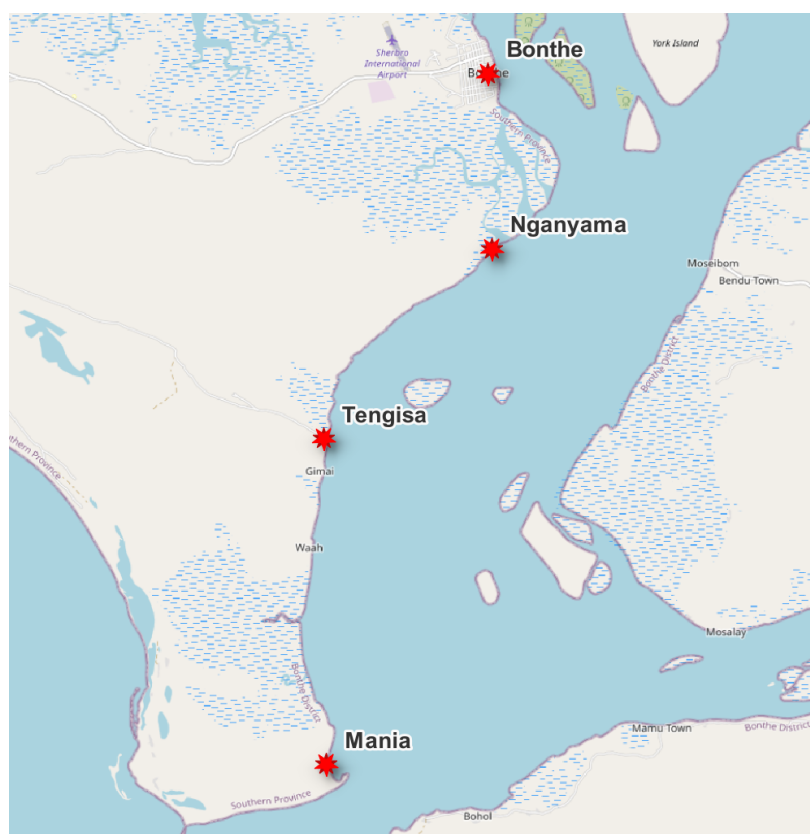 York Island
Bonthe
Sherbro
International
Airport
Southern Province
Nganyama
Moseibom
Bendu Town
Bonthe District
Tengisa
Gimai
thern Province
Waah
Mosalay
Bonthe District
Mania
Mamu Town
Bonthe District
Southern Province
Bohol